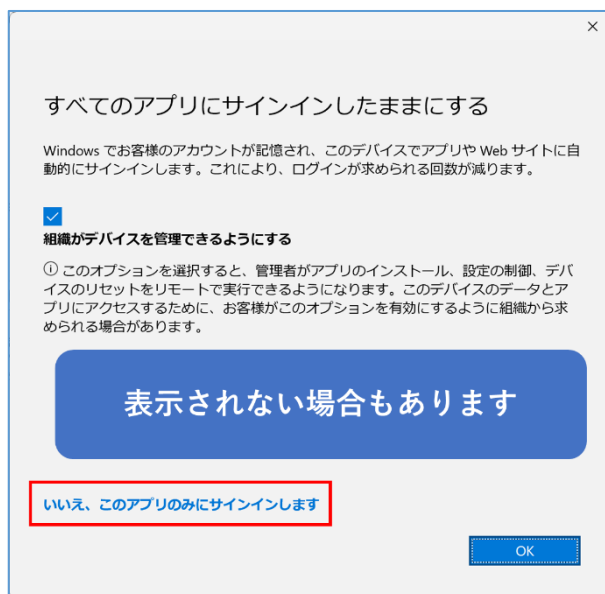 すべてのアプリにサインインしたままにする
Windows でお客様のアカウントが記憶され、このデバイスでアプリや Web サイトに自
動的にサインインします。これにより、ログインが求められる回数が減ります。
組織がデバイスを管理できるようにする
ⓘ このオプションを選択すると、管理者がアプリのインストール、設定の制御、デバ
イスのリセットをリモートで実行できるようになります。このデバイスのデータとア
プリにアクセスするために、お客様がこのオプションを有効にするように組織から求
められる場合があります。
表示されない場合もあります
いいえ、このアプリのみにサインインします
OK